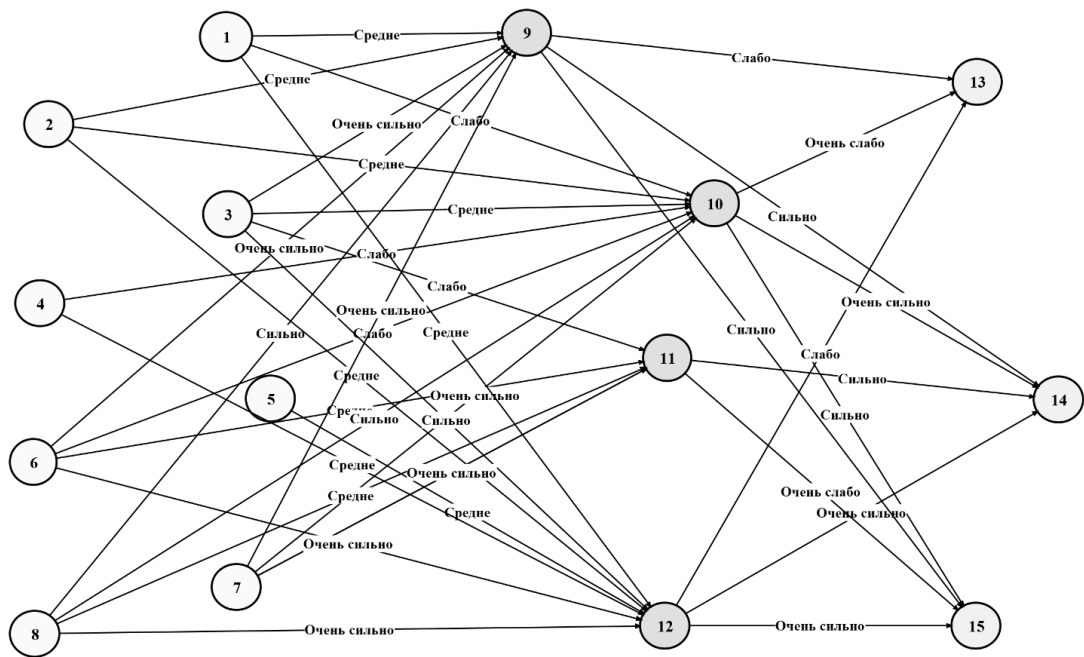 1
Средне
9
Слабо
13
Средне
2
Очень сильно
Слабо
Средне
Очень слабо
3
Средне
10
Сильно
Очень сильно
Слабо
4
Слабо
Очень сильно
Очень сильно
Сильно
Слабо
Средне
Сильно
Слабо
11
Средне
Сильно
5
Очень сильно
14
Средне
Сильно
Сильно
Сильно
6
Средне
Очень сильно
Средне
Очень слабо
Средне
Очень сильно
Очень сильно
7
8
Очень сильно
12
Очень сильно
15